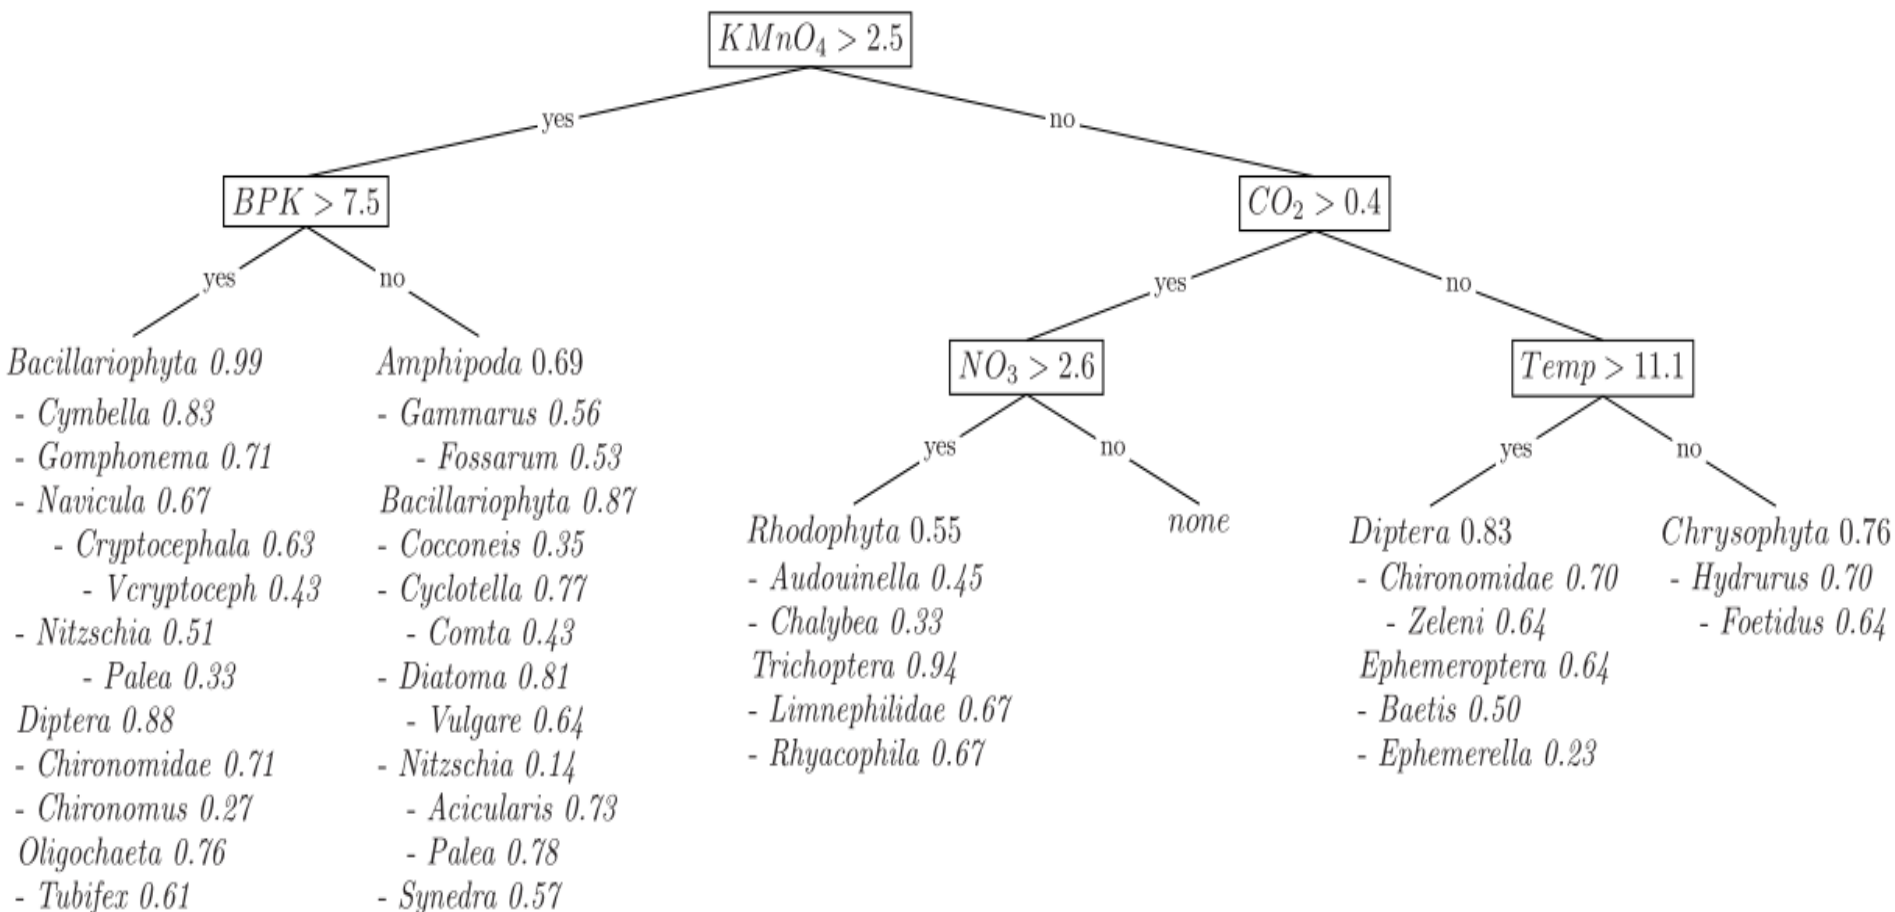 KMnO₄ > 2.5
yes
no
BPK > 7.5
CO₂ > 0.4
yes
no
yes
no
NO₃ > 2.6
Temp > 11.1
yes
no
yes
no
Bacillariophyta 0.99
- Cymbella 0.83
- Gomphonema 0.71
- Navicula 0.67
- Cryptocephala 0.63
- Vcryptoceph 0.43
- Nitzschia 0.51
- Palea 0.33
Diptera 0.88
- Chironomidae 0.71
- Chironomus 0.27
Oligochaeta 0.76
- Tubifex 0.61
Amphipoda 0.69
- Gammarus 0.56
- Fossarum 0.53
Bacillariophyta 0.87
- Cocconeis 0.35
- Cyclotella 0.77
- Comta 0.43
- Diatoma 0.81
- Vulgare 0.64
- Nitzschia 0.14
- Acicularis 0.73
- Palea 0.78
- Synedra 0.57
Rhodophyta 0.55
- Audouinella 0.45
- Chalybea 0.33
Trichoptera 0.94
- Limnephilidae 0.67
- Rhyacophila 0.67
none
Diptera 0.83
- Chironomidae 0.70
- Zeleni 0.64
Ephemeroptera 0.64
- Baetis 0.50
- Ephemerella 0.23
Chrysophyta 0.76
- Hydrurus 0.70
- Foetidus 0.64